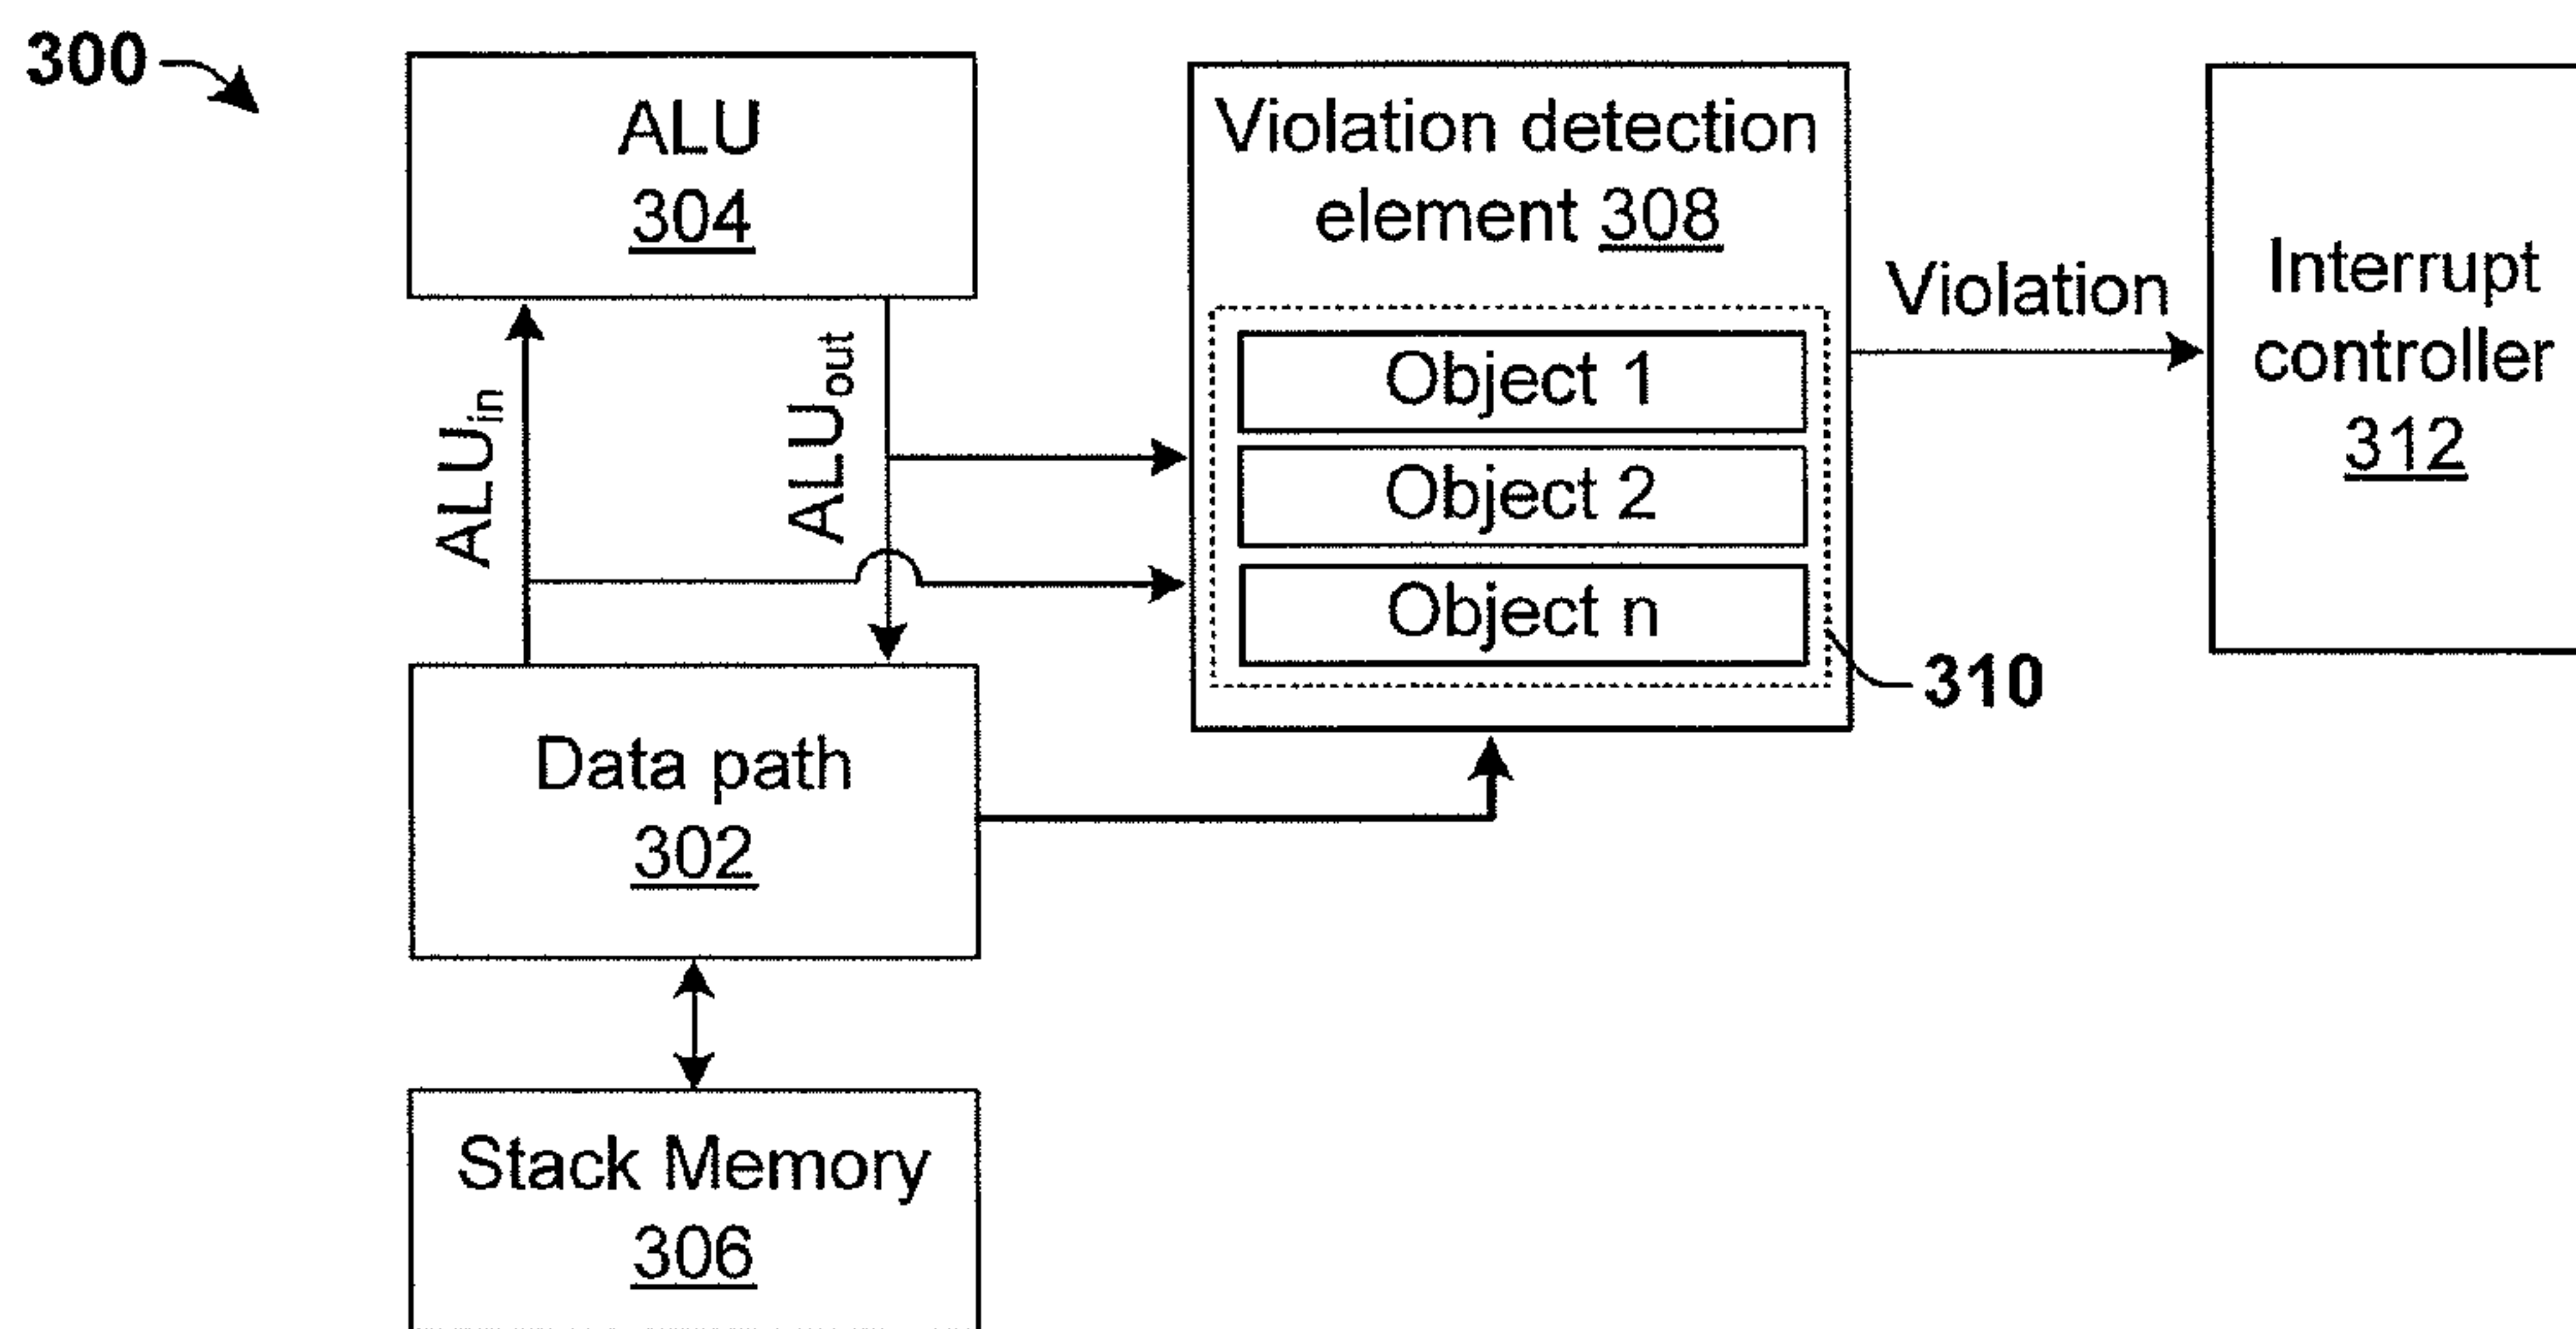 300
ALU
304
Violation detection
element 308
Interrupt
controller
312
Violation
ALUin
ALUout
Object 1
Object 2
Object n
310
Data path
302
Stack Memory
306